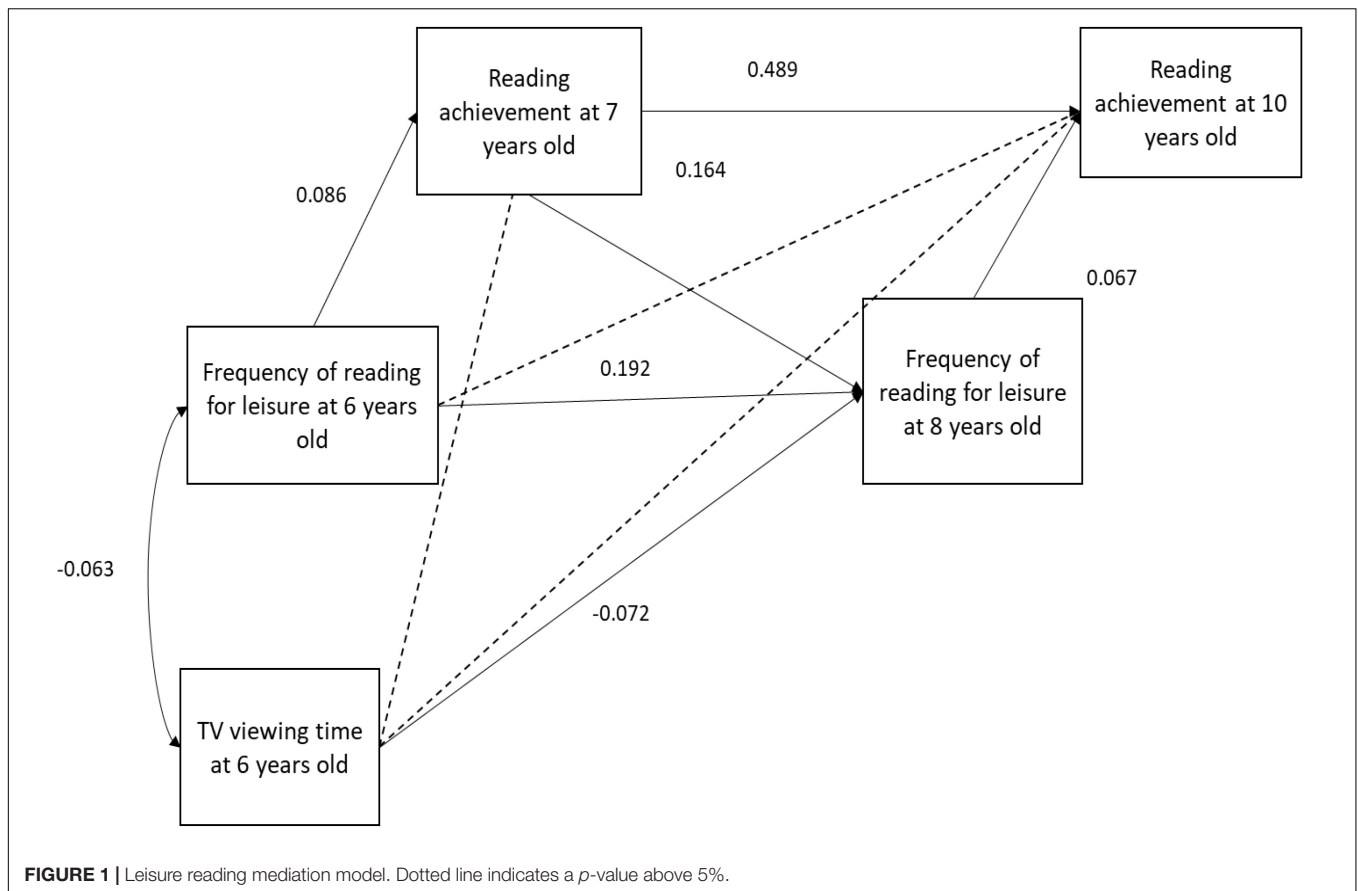 Reading
achievement at 7
years old
0.489
Reading
achievement at 10
years old
0.164
0.086
0.067
Frequency of reading
for leisure at 6 years
old
0.192
Frequency of
reading for leisure
at 8 years old
-0.063
-0.072
TV viewing time
at 6 years old
FIGURE 1 | Leisure reading mediation model. Dotted line indicates a p-value above 5%.